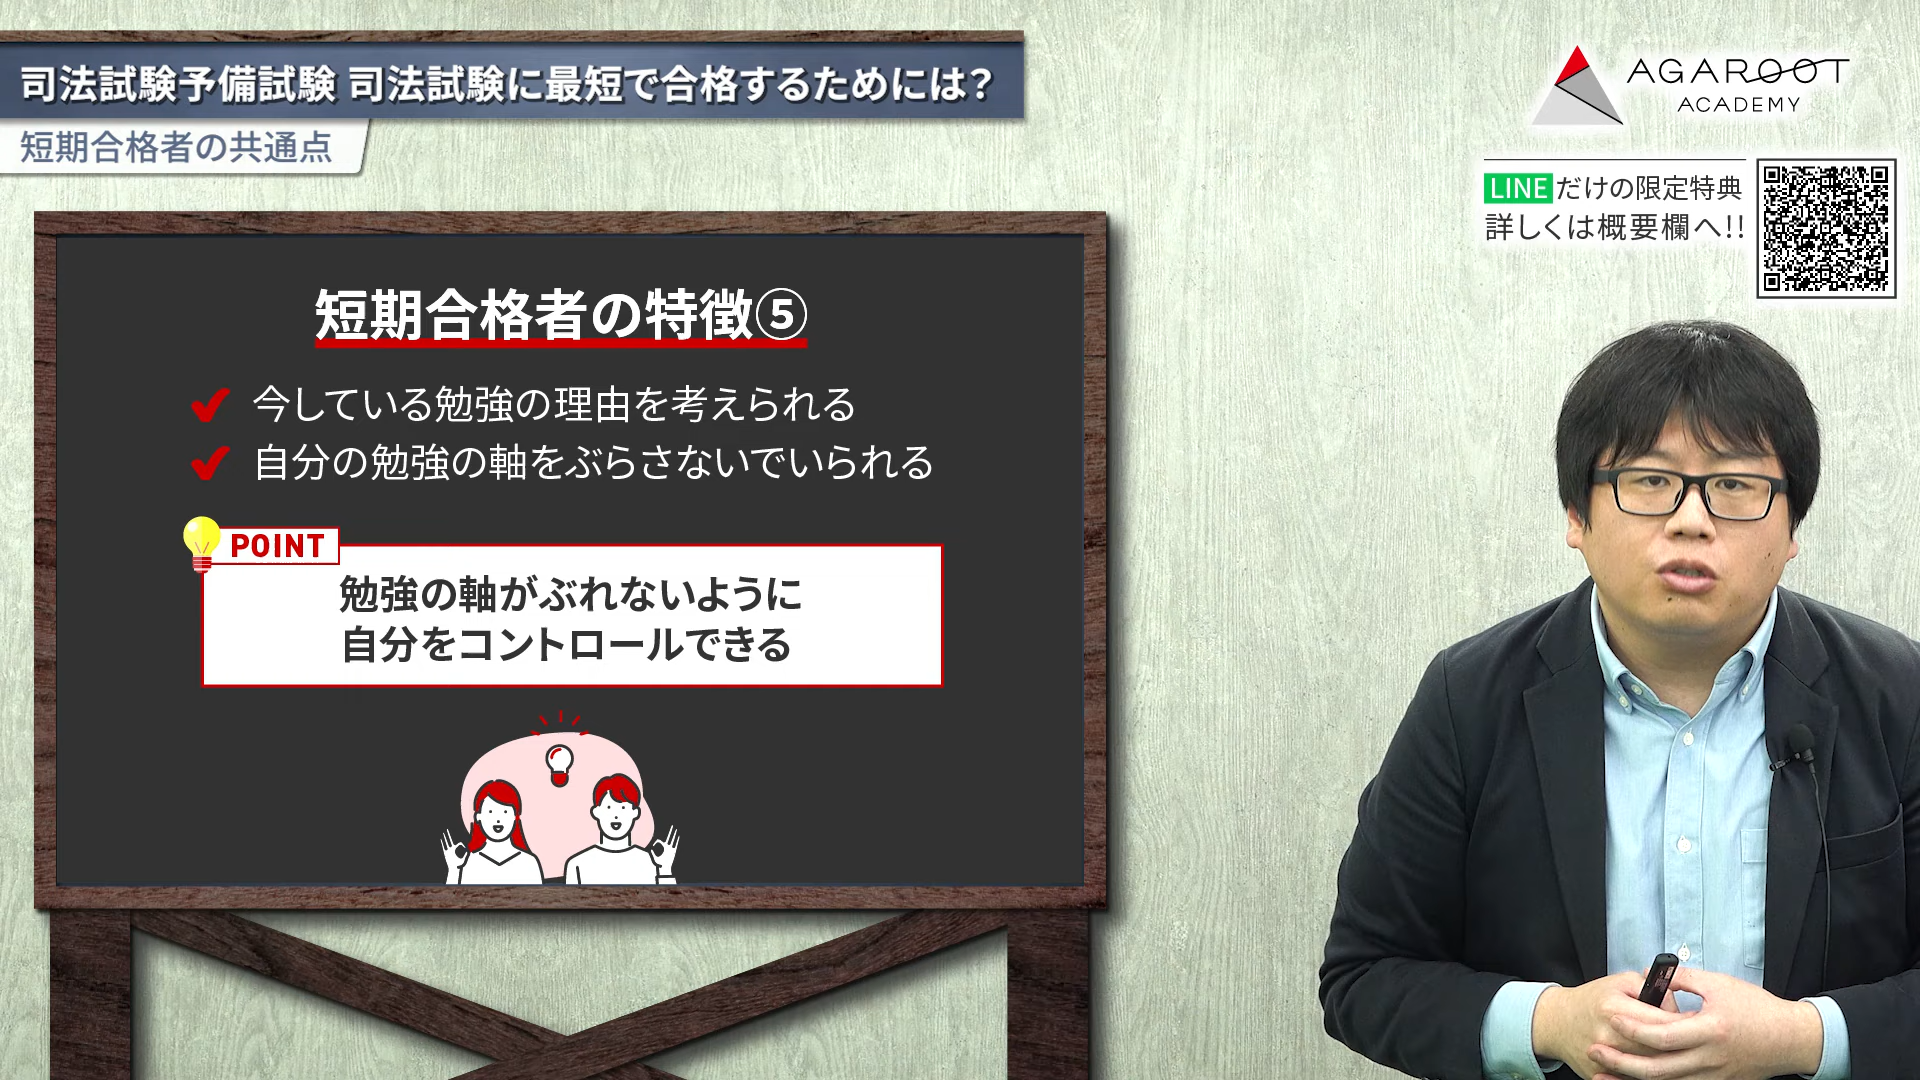 司法試験予備試験 司法試験に最短で合格するためには？
短期合格者の共通点
AGAROOT
ACADEMY
LINEだけの限定特典
詳しくは概要欄へ!!
短期合格者の特徴⑤
今している勉強の理由を考えられる
自分の勉強の軸をぶらさないでいられる
POINT
勉強の軸がぶれないように
自分をコントロールできる